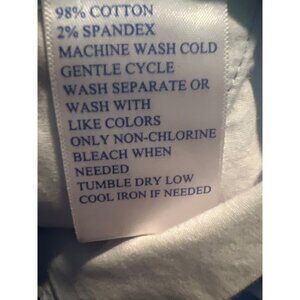 98% COTTON
2% SPANDEX
MACHINE WASH COLD
GENTLE CYCLE
WASH SEPARATE OR
WASH WITH
LIKE COLORS
ONLY NON-CHLORINE
BLEACH WHEN
NEEDED
TUMBLE DRY LOW
COOL IRON IF NEEDED